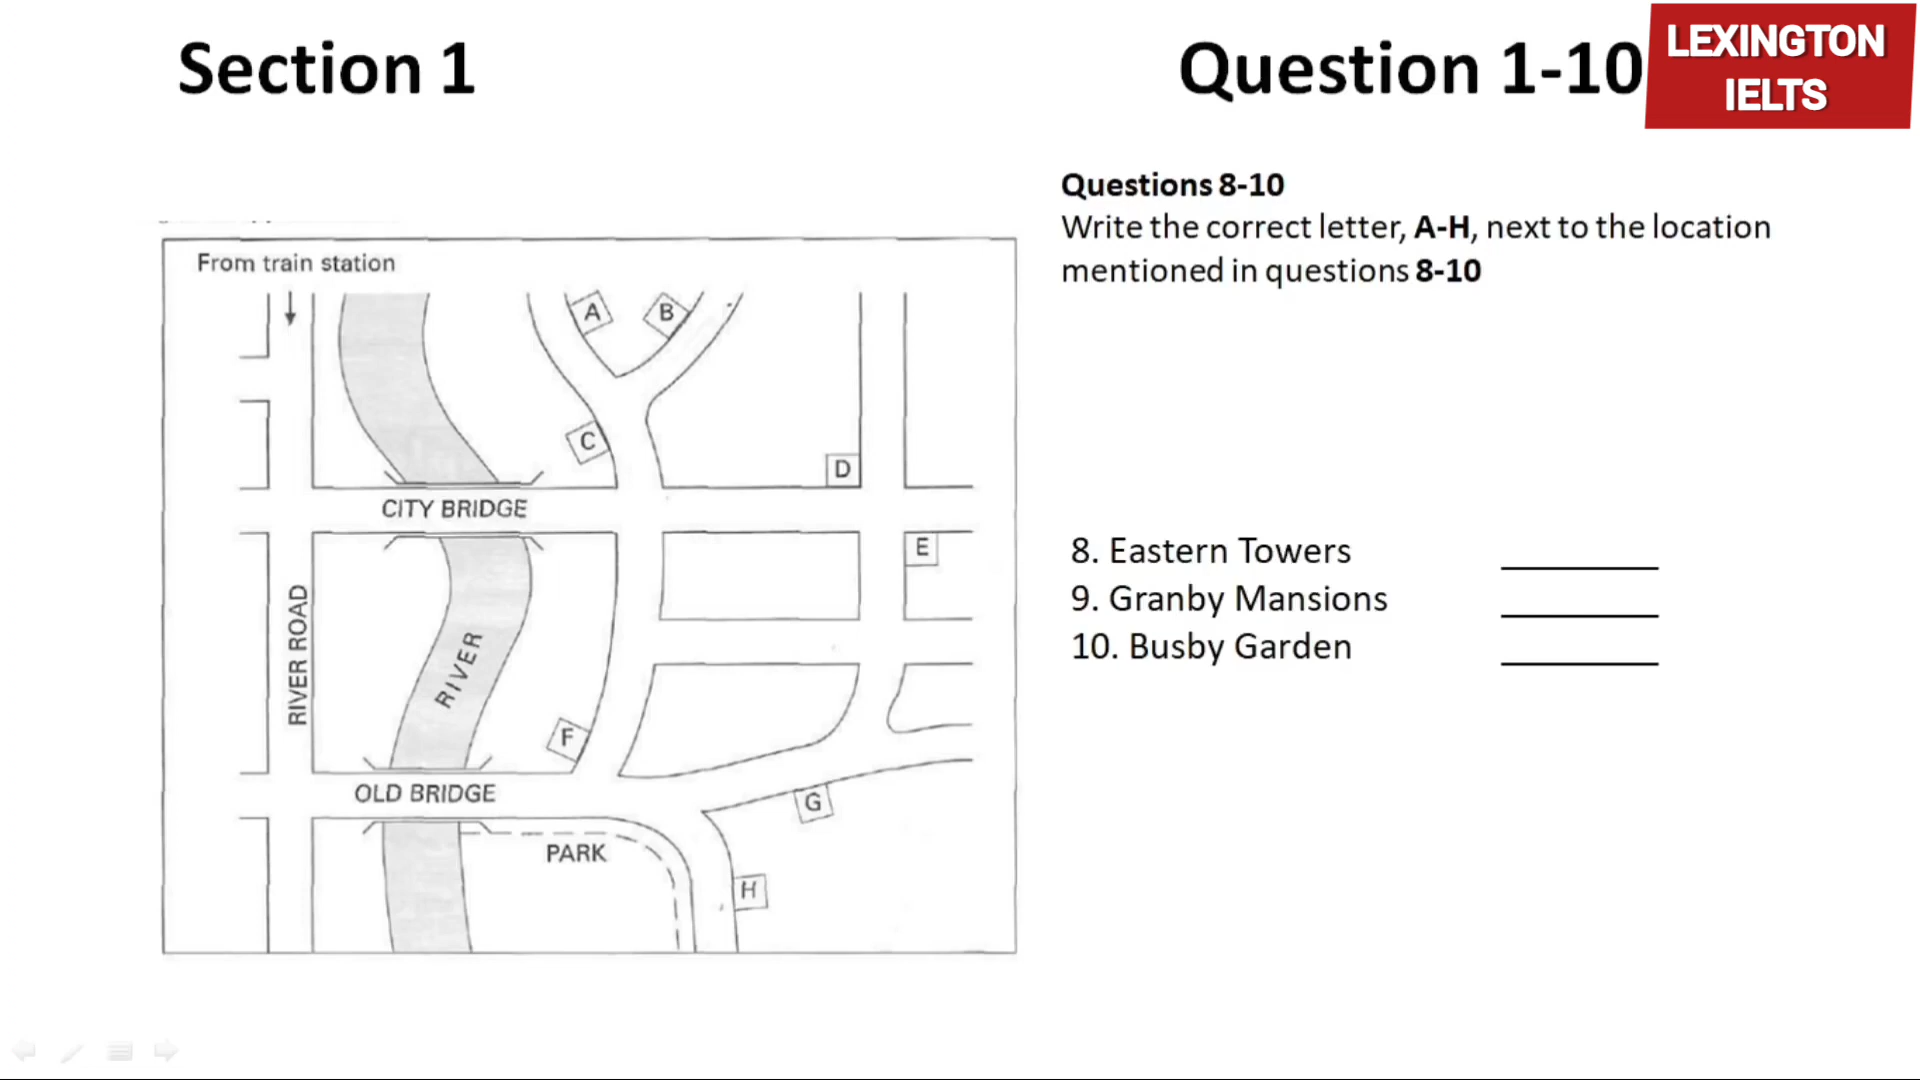 Section 1
Question 1-10
LEXINGTON
IELTS
Questions 8-10
Write the correct letter, A-H, next to the location
mentioned in questions 8-10
From train station
A
B
C
D
CITY BRIDGE
E
RIVER ROAD
RIVER
F
OLD BRIDGE
G
PARK
H
8. Eastern Towers
9. Granby Mansions
10. Busby Garden